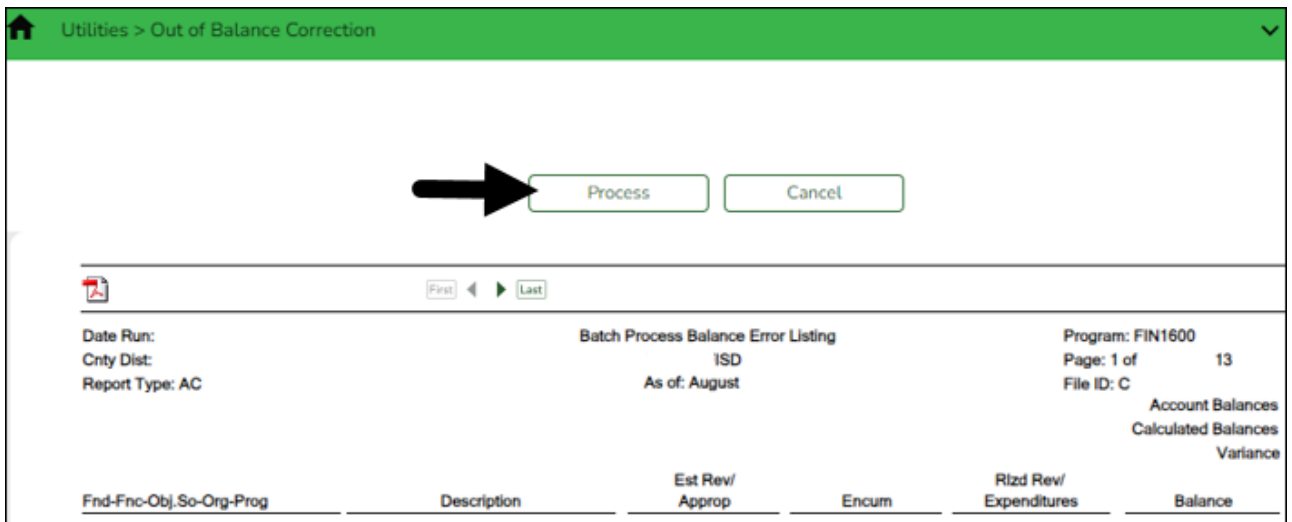 Utilities > Out of Balance Correction
Process Cancel
First Last
Date Run: Batch Process Balance Error Listing Program: FIN1600
Cnty Dist: ISD Page: 1 of 13
Report Type: AC As of: August File ID: C
Account Balances
Calculated Balances
Variance
Est Rev/ Rlzd Rev/
Fnd-Fnc-Obj.So-Org-Prog Description Approp Encum Expenditures Balance